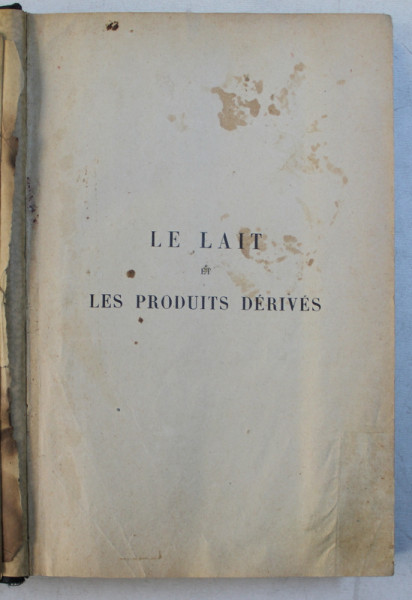 LE LAIT
ET
LES PRODUITS DÉRIVÉS